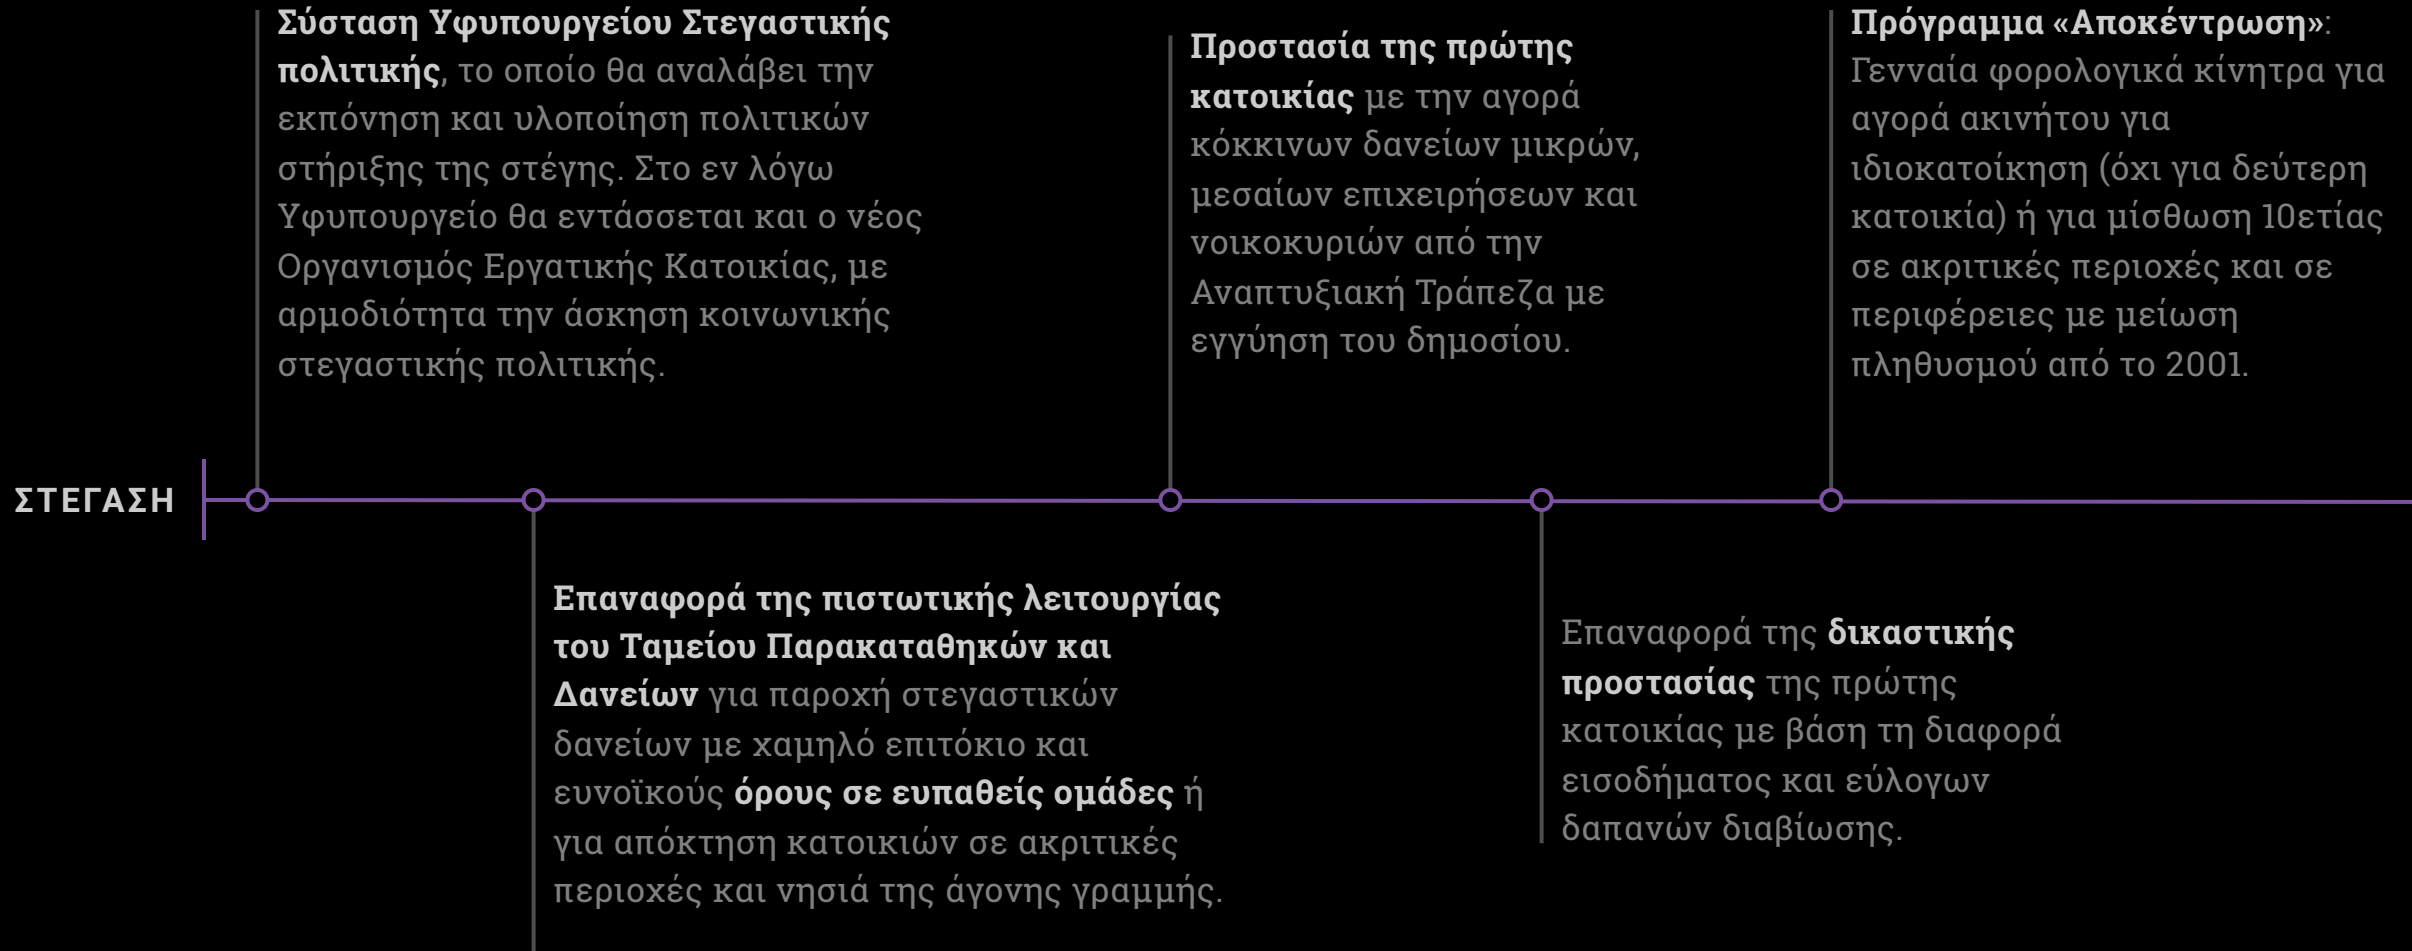 Σύσταση Υφυπουργείου Στεγαστικής
πολιτικής, το οποίο θα αναλάβει την
εκπόνηση και υλοποίηση πολιτικών
στήριξης της στέγης. Στο εν λόγω
Υφυπουργείο θα εντάσσεται και ο νέος
Οργανισμός Εργατικής Κατοικίας, με
αρμοδιότητα την άσκηση κοινωνικής
στεγαστικής πολιτικής.
Προστασία της πρώτης
κατοικίας με την αγορά
κόκκινων δανείων μικρών,
μεσαίων επιχειρήσεων και
νοικοκυριών από την
Αναπτυξιακή Τράπεζα με
εγγύηση του δημοσίου.
Πρόγραμμα «Αποκέντρωση»:
Γενναία φορολογικά κίνητρα για
αγορά ακινήτου για
ιδιοκατοίκηση (όχι για δεύτερη
κατοικία) ή για μίσθωση 10ετίας
σε ακριτικές περιοχές και σε
περιφέρειες με μείωση
πληθυσμού από το 2001.
ΣΤΕΓΑΣΗ
Επαναφορά της πιστωτικής λειτουργίας
του Ταμείου Παρακαταθηκών και
Δανείων για παροχή στεγαστικών
δανείων με χαμηλό επιτόκιο και
ευνοϊκούς όρους σε ευπαθείς ομάδες ή
για απόκτηση κατοικιών σε ακριτικές
περιοχές και νησιά της άγονης γραμμής.
Επαναφορά της δικαστικής
προστασίας της πρώτης
κατοικίας με βάση τη διαφορά
εισοδήματος και εύλογων
δαπανών διαβίωσης.